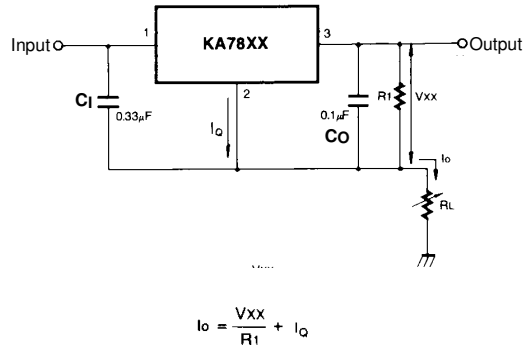 Input
1
KA78XX
3
Output
2
CI
0.33µF
IQ
0.1µF
CO
R1
VXX
IO
RL
IO = VXX / R1 + IQ